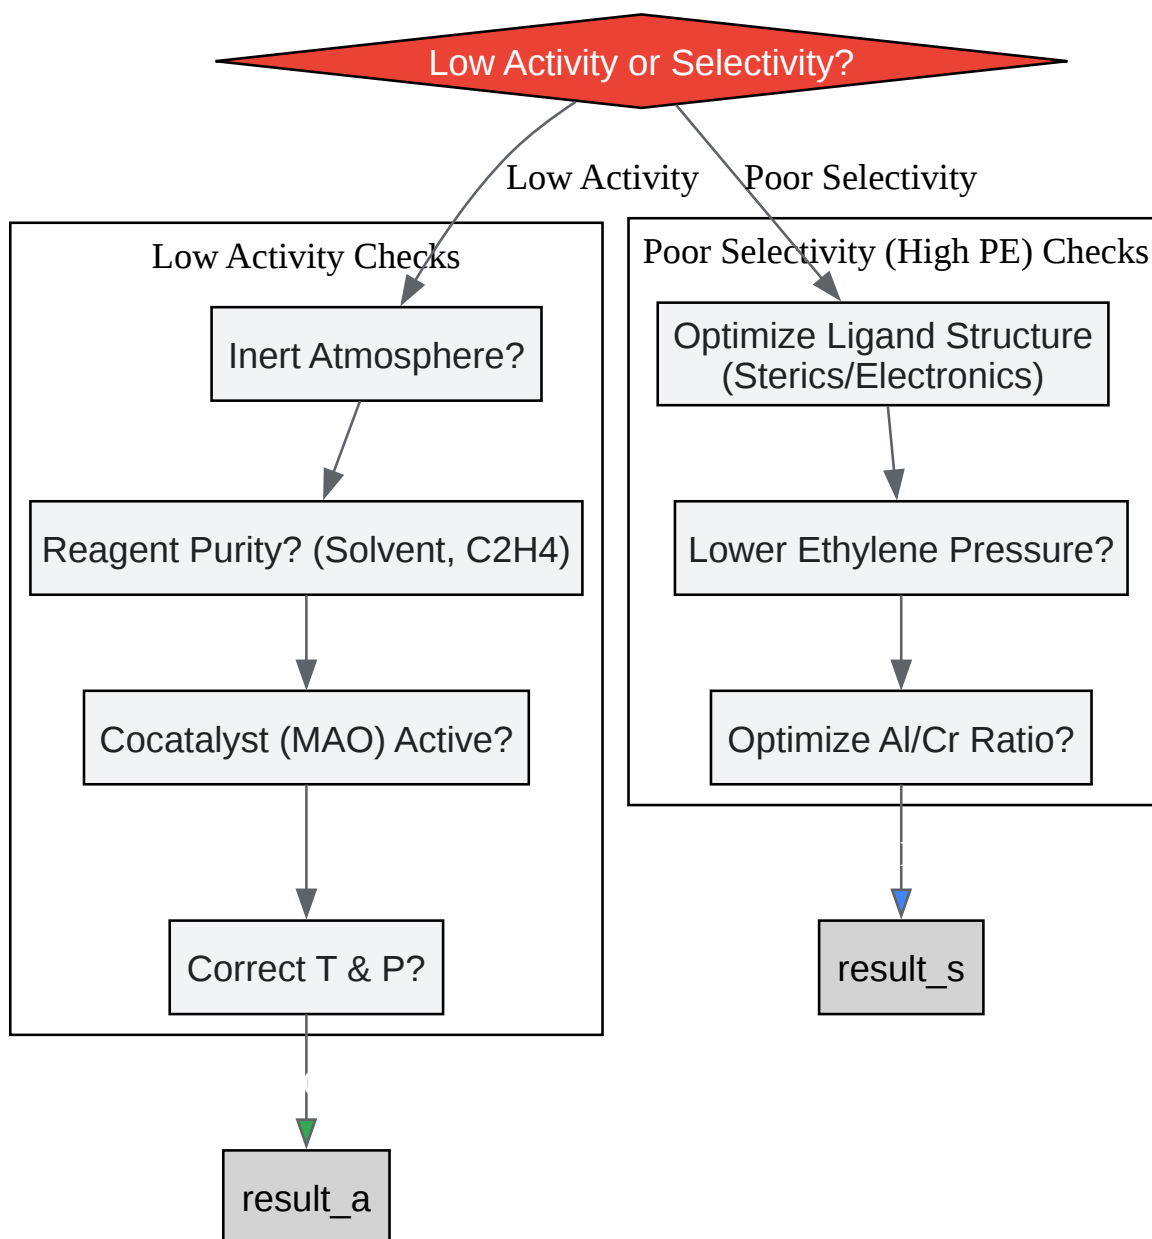 Low Activity or Selectivity?
Low Activity
Poor Selectivity
Low Activity Checks
Inert Atmosphere?
Reagent Purity? (Solvent, C2H4)
Cocatalyst (MAO) Active?
Correct T & P?
result_a
Poor Selectivity (High PE) Checks
Optimize Ligand Structure
(Sterics/Electronics)
Lower Ethylene Pressure?
Optimize Al/Cr Ratio?
result_s